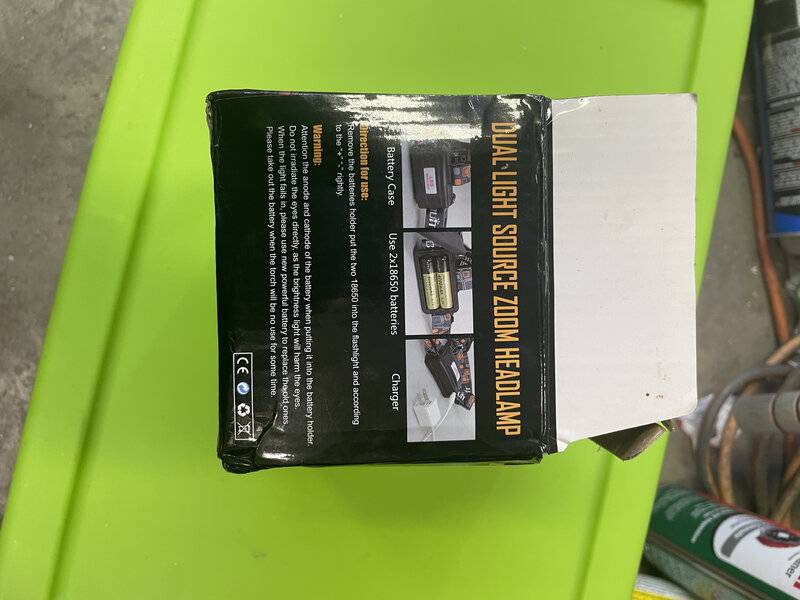 DUAL-LIGHT SOURCE ZOOM HEADLAMP
Battery Case
Use 2x18650 batteries
Charger
Direction for use:
Remove the batteries holder put the two 18650 into the flashlight and according
to the "+" "-" rightly.
Warning:
Attention the anode and cathode of the battery when putting it into the battery holder.
Do not irradiate the eyes directly, as the brightness light will harm the eyes.
When the light falls in, please use new powerful battery to replace the old ones.
Please take out the battery when the torch will be no use for some time.
CE